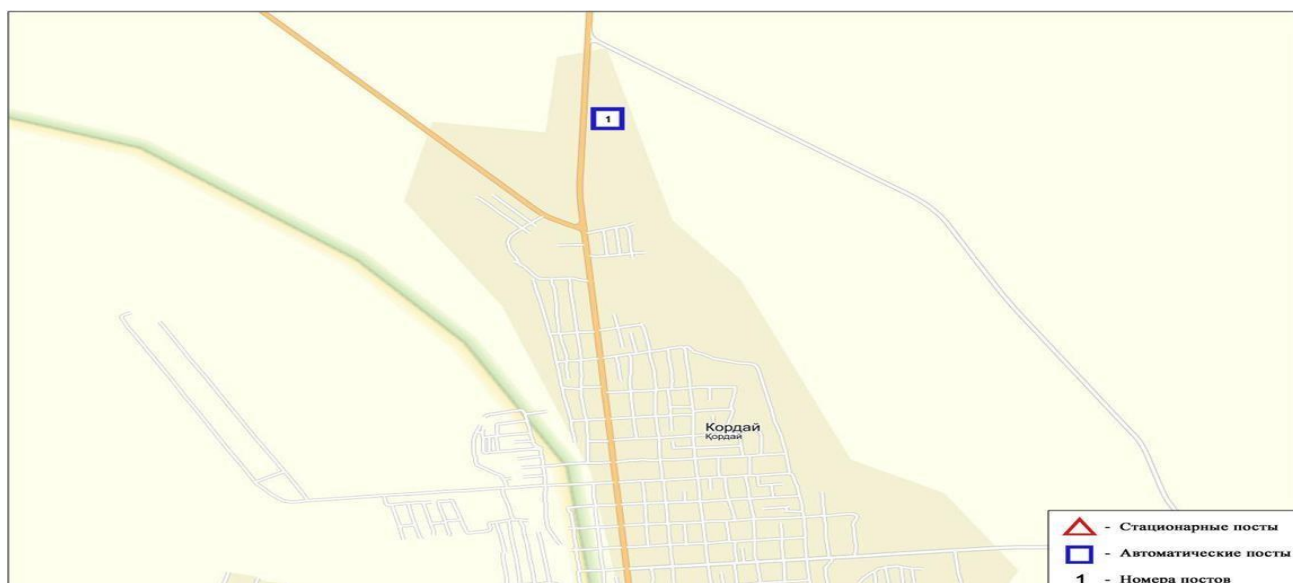 1
Кордай
Қордай
- Стационарные посты
- Автоматические посты
1 - Номера постов